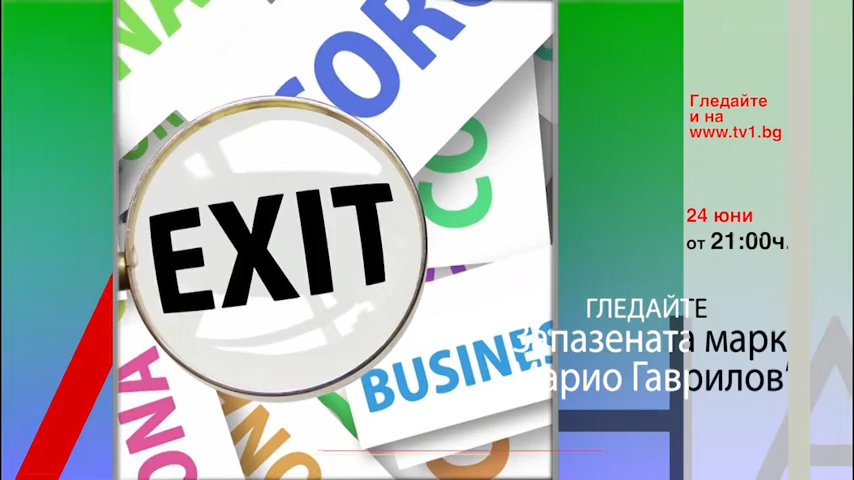 EXIT
BUSINE
Гледайте
и на
www.tv1.bg
24 юни
от 21:00ч.
ГЛЕДАЙТЕ
запазената марк
арио Гаврилов"